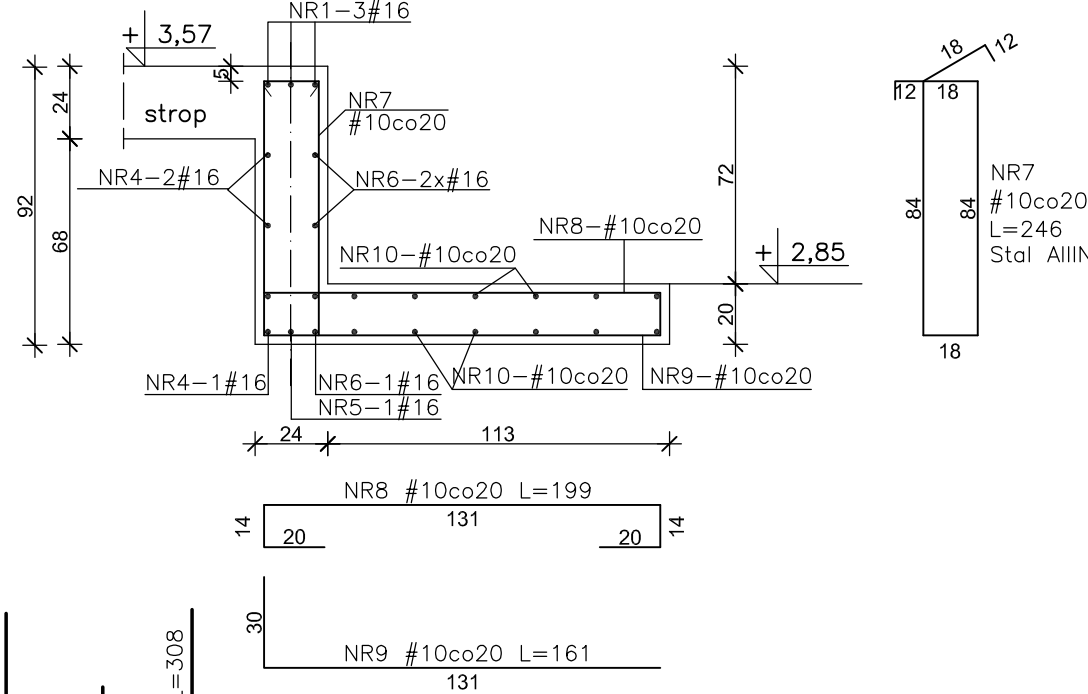 NR1-3#16
+ 3,57
5
24
strop
NR7
#10co20
NR4-2#16
NR6-2x#16
92
68
72
NR8-#10co20
NR10-#10co20
+ 2,85
20
NR4-1#16
NR6-1#16
NR10-#10co20
NR9-#10co20
NR5-1#16
24
113
18
12
12
18
84
84
NR7
#10co20
L=246
Stal AIIIN
18
NR8 #10co20 L=199
131
14
20
20
14
30
NR9 #10co20 L=161
131
L=308